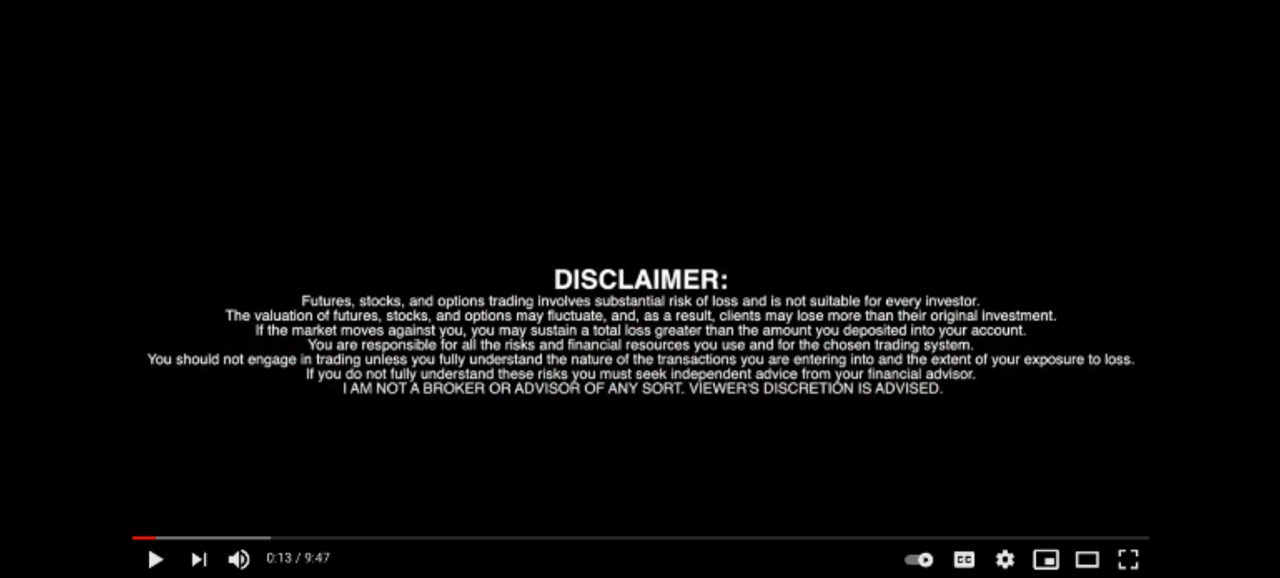 DISCLAIMER:
Futures, stocks, and options trading involves substantial risk of loss and is not suitable for every investor.
The valuation of futures, stocks, and options may fluctuate, and, as a result, clients may lose more than their original investment.
If the market moves against you, you may sustain a total loss greater than the amount you deposited into your account.
You are responsible for all the risks and financial resources you use and for the chosen trading system.
You should not engage in trading unless you fully understand the nature of the transactions you are entering into and the extent of your exposure to loss.
If you do not fully understand these risks you must seek independent advice from your financial advisor.
I AM NOT A BROKER OR ADVISOR OF ANY SORT. VIEWER'S DISCRETION IS ADVISED.
0:13 / 9:47 CC